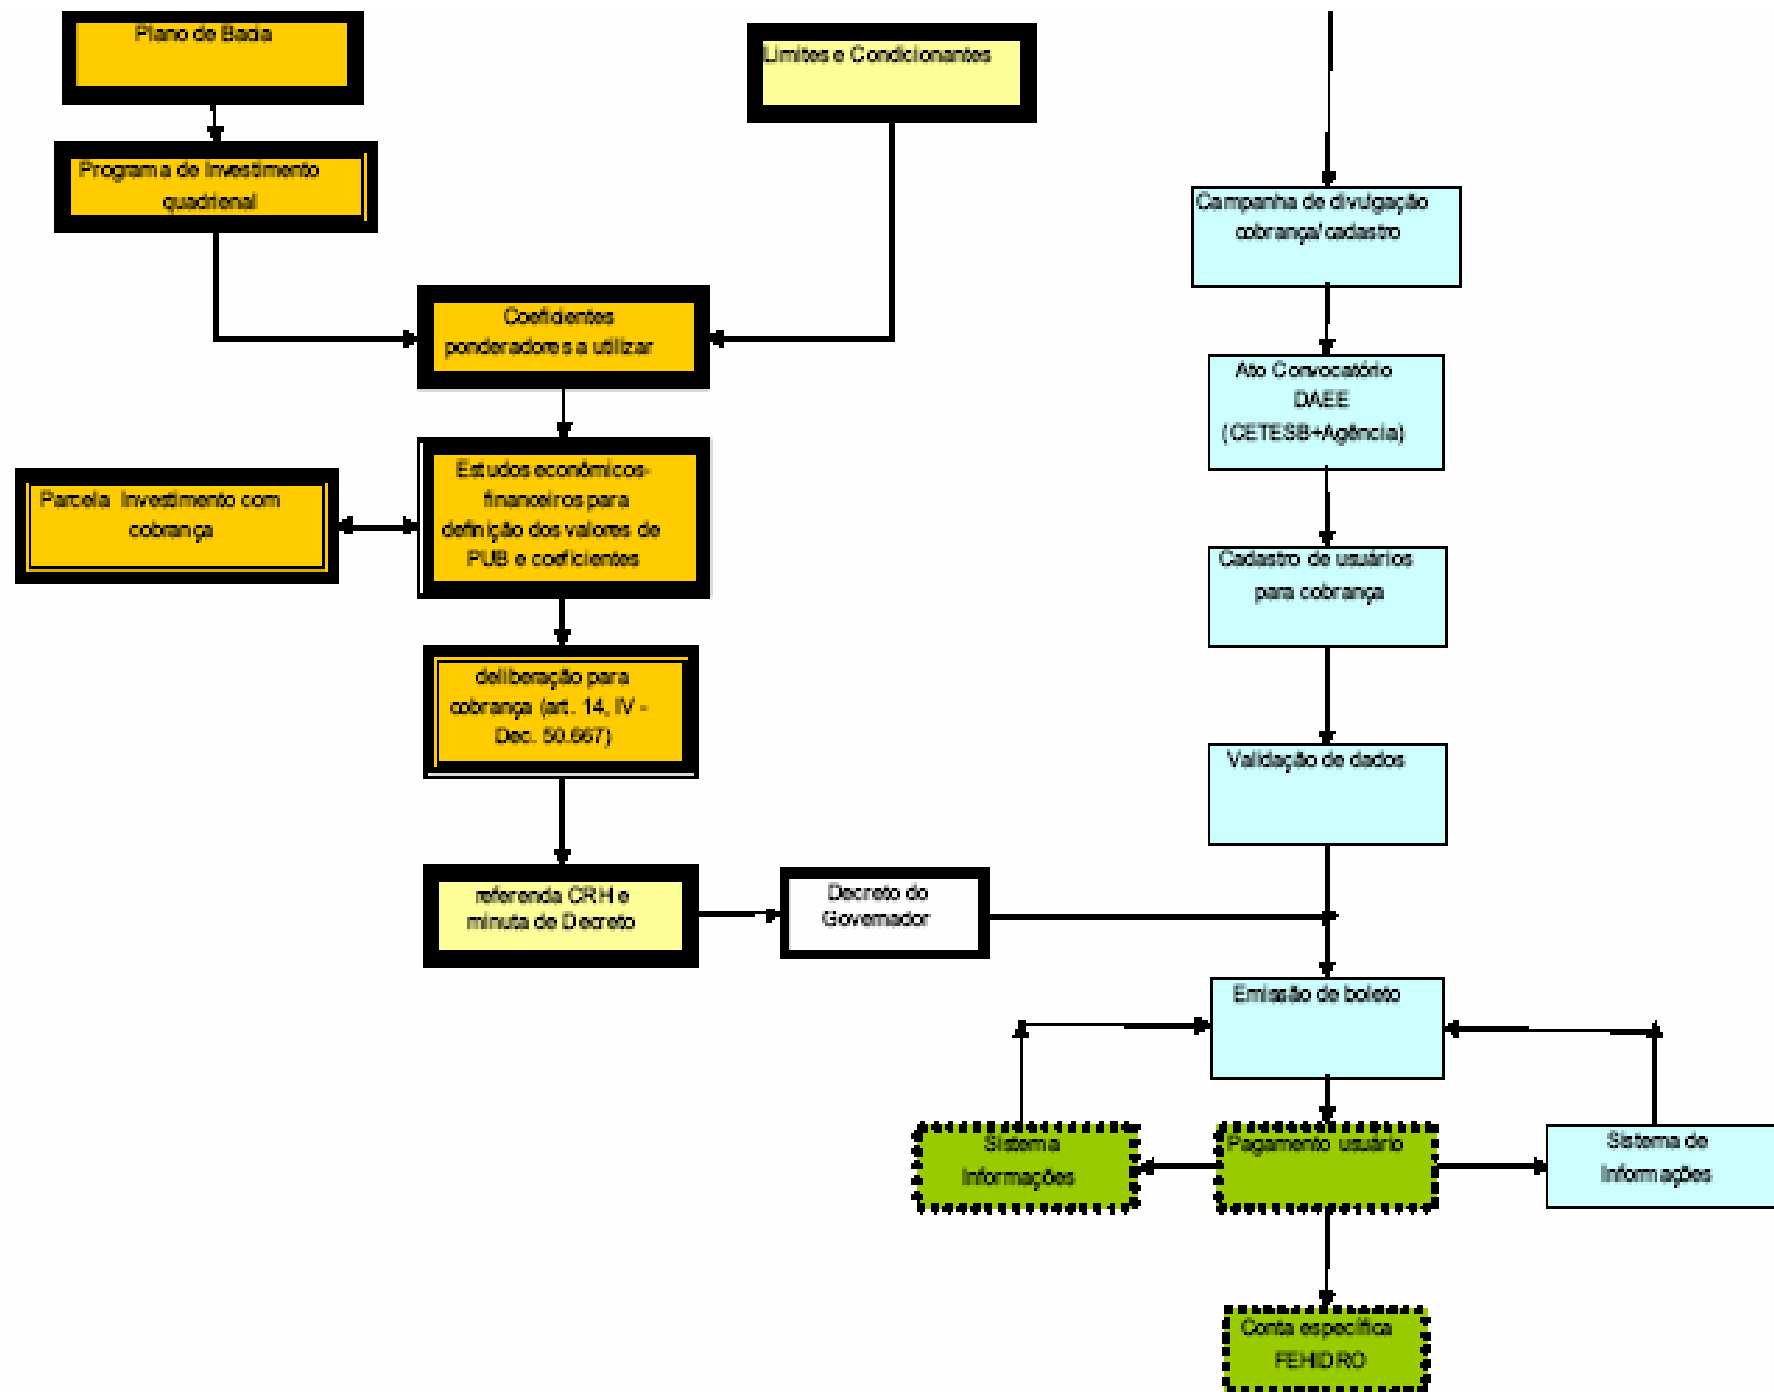 Plano de Bacia
Limites e Condicionantes
Programa de Investimento
quadrienal
Campanha de divulgação
cobrança/cadastro
Coeficientes
ponderadores a utilizar
Ato Convocatório
DAEE
(CETESB+Agência)
Estudos econômicos-
financeiros para
definição dos valores de
PUB e coeficientes
Parcela Investimento com
cobrança
Cadastro de usuários
para cobrança
deliberação para
cobrança (art. 14, IV -
Dec. 50.667)
Validação de dados
referenda CRH e
minuta de Decreto
Decreto do
Governador
Emissão de boleto
Sistema
Informações
Pagamento usuário
Sistema de
Informações
Conta específica
FEHIDRO